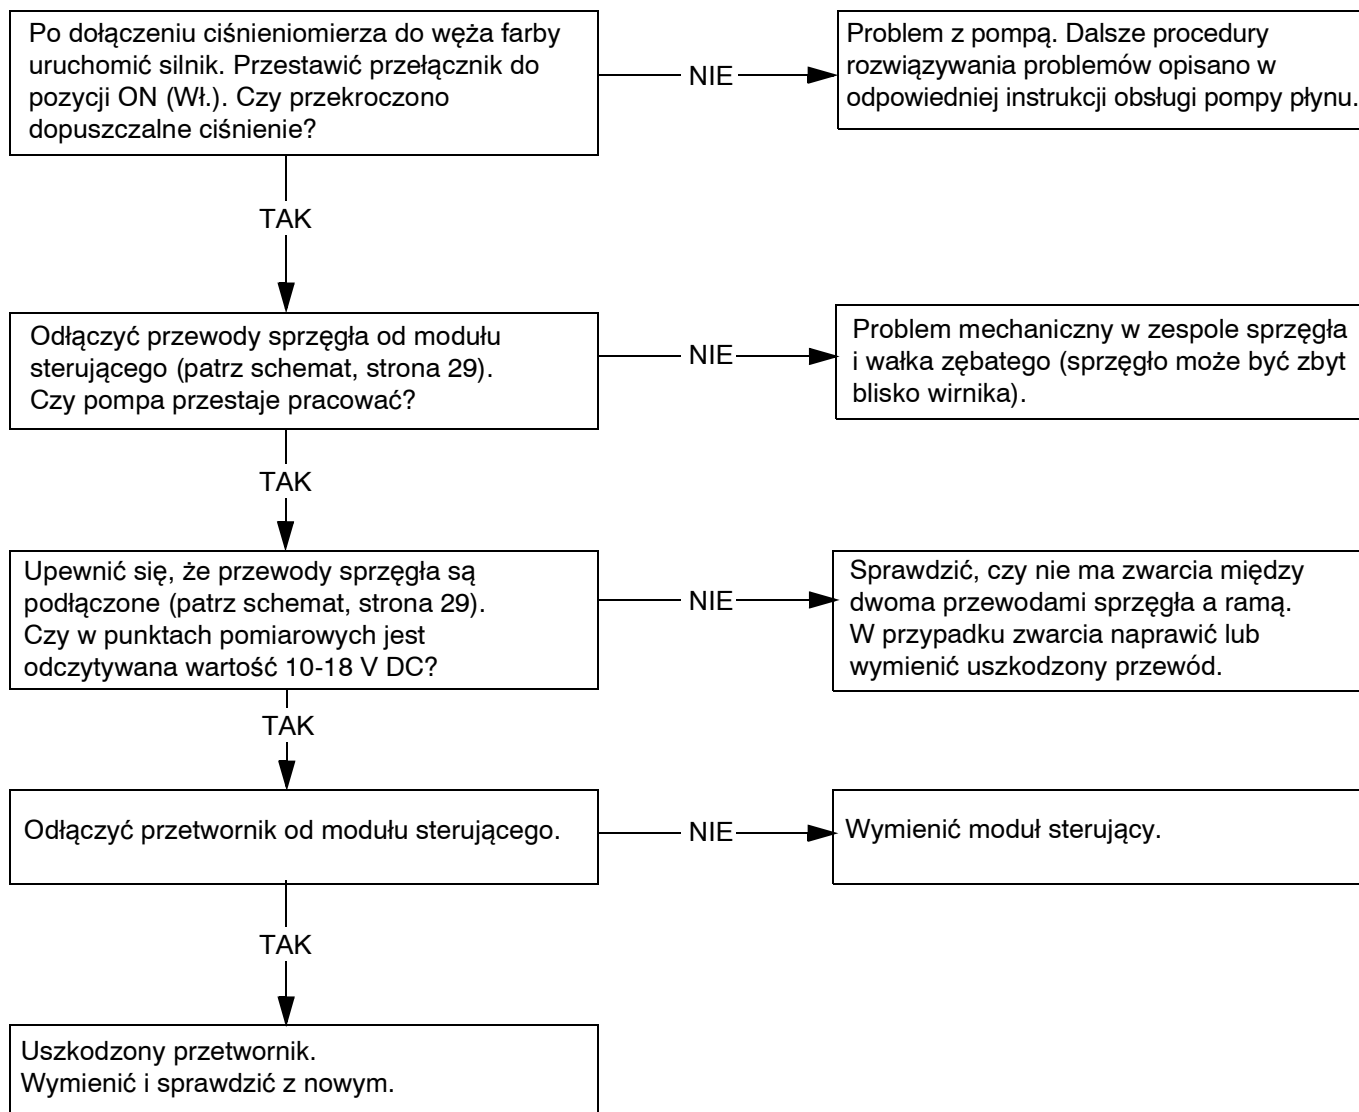 Po dołączeniu ciśnieniomierza do węża farby
uruchomić silnik. Przestawić przełącznik do
pozycji ON (Wł.). Czy przekroczono
dopuszczalne ciśnienie?
NIE
Problem z pompą. Dalsze procedury
rozwiązywania problemów opisano w
odpowiedniej instrukcji obsługi pompy płynu.
TAK
Odłączyć przewody sprzęgła od modułu
sterującego (patrz schemat, strona 29).
Czy pompa przestaje pracować?
NIE
Problem mechaniczny w zespole sprzęgła
i wałka zębatego (sprzęgło może być zbyt
blisko wirnika).
TAK
Upewnić się, że przewody sprzęgła są
podłączone (patrz schemat, strona 29).
Czy w punktach pomiarowych jest
odczytywana wartość 10-18 V DC?
NIE
Sprawdzić, czy nie ma zwarcia między
dwoma przewodami sprzęgła a ramą.
W przypadku zwarcia naprawić lub
wymienić uszkodzony przewód.
TAK
Odłączyć przetwornik od modułu sterującego.
NIE
Wymienić moduł sterujący.
TAK
Uszkodzony przetwornik.
Wymienić i sprawdzić z nowym.